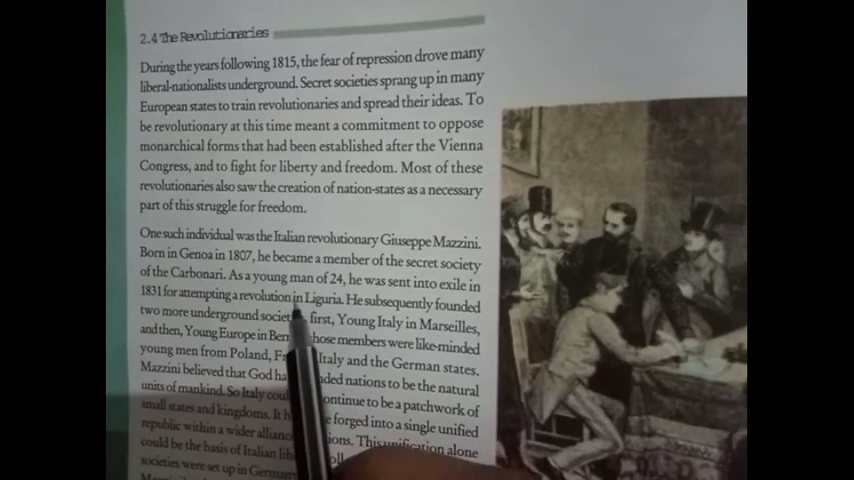 2.4 The Revolutionaries
During the years following 1815, the fear of repression drove many
liberal-nationalists underground. Secret societies sprang up in many
European states to train revolutionaries and spread their ideas. To
be revolutionary at this time meant a commitment to oppose
monarchical forms that had been established after the Vienna
Congress, and to fight for liberty and freedom. Most of these
revolutionaries also saw the creation of nation-states as a necessary
part of this struggle for freedom.
One such individual was the Italian revolutionary Giuseppe Mazzini.
Born in Genoa in 1807, he became a member of the secret society
of the Carbonari. As a young man of 24, he was sent into exile in
1831 for attempting a revolution in Liguria. He subsequently founded
two more underground first, Young Italy in Marseilles,
and then, Young Europe in members were like-minded
young men from Poland, Italy and the German states.
Mazzini believed that God nations to be the natural
units of mankind. So Italy continue to be a patchwork of
small states and kingdoms. It forged into a single unified
republic within a wider This unification alone
could be the basis of Italian
societies were set up in